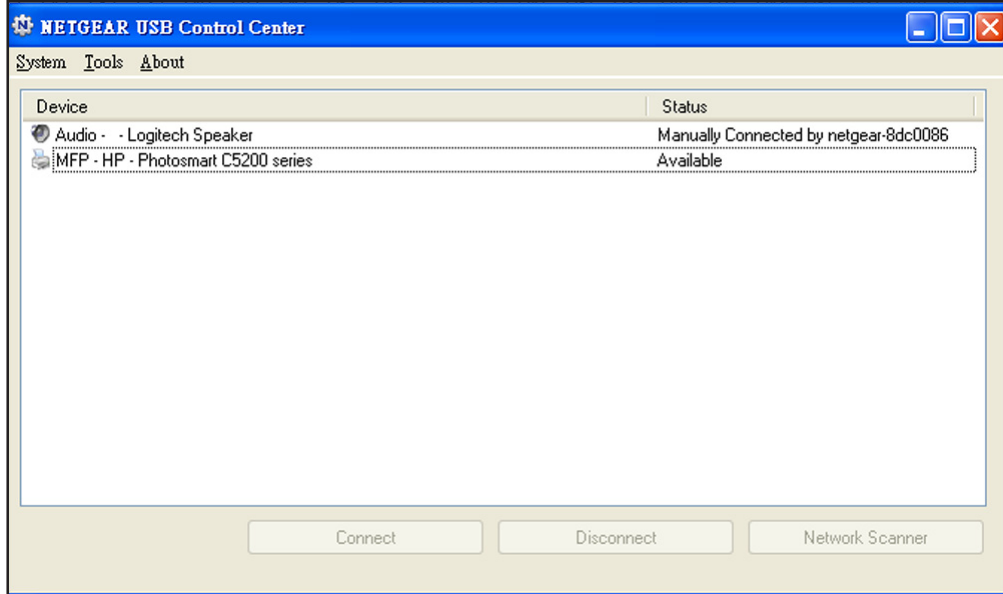 NETGEAR USB Control Center
System Tools About
Device Status
Audio - - Logitech Speaker Manually Connected by netgear-8dc0086
MFP - HP - Photosmart C5200 series Available
Connect Disconnect Network Scanner